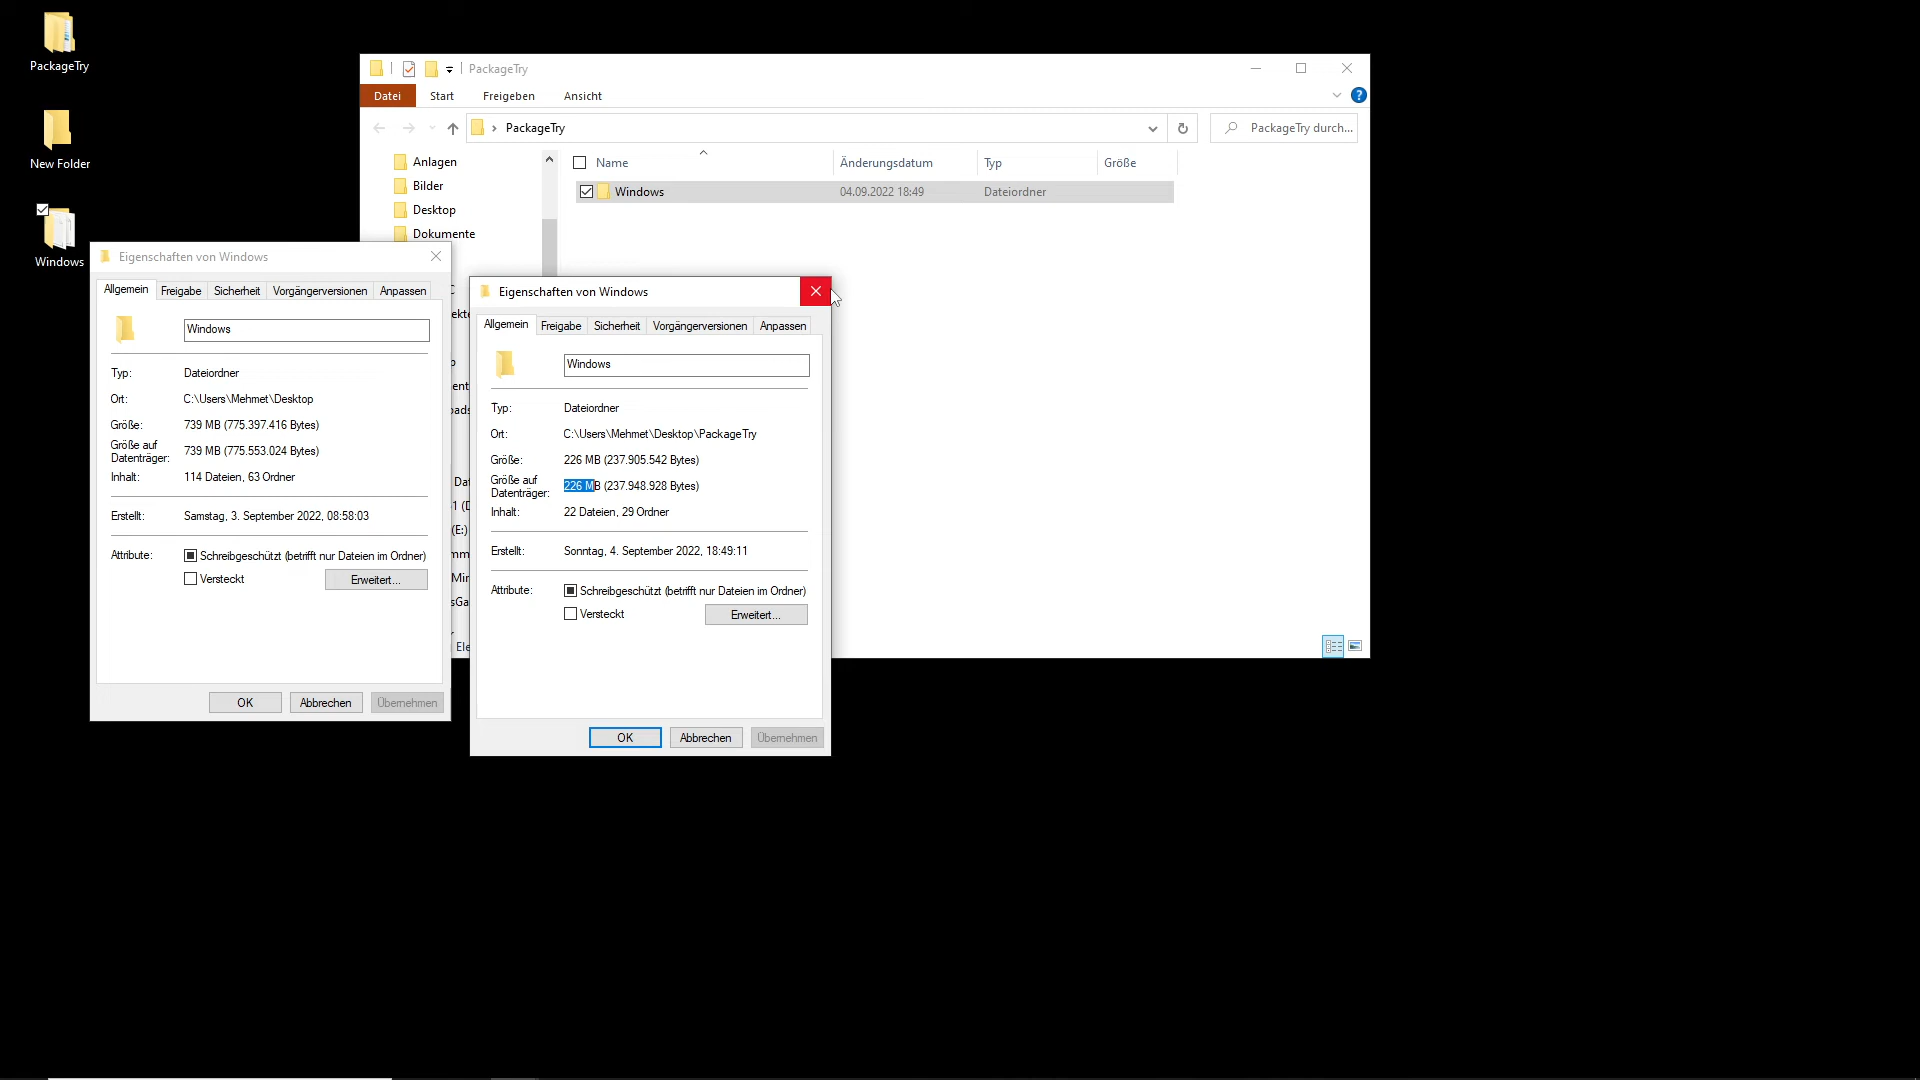 PackageTry
New Folder
Windows
PackageTry
Datei Start Freigeben Ansicht
PackageTry
PackageTry durch...
Name Änderungsdatum Typ Größe
Windows 04.09.2022 18:49 Dateiordner
Anlagen
Bilder
Desktop
Dokumente
Eigenschaften von Windows
Allgemein Freigabe Sicherheit Vorgängerversionen Anpassen
Windows
Typ: Dateiordner
Ort: C:\Users\Mehmet\Desktop
Größe: 739 MB (775.397.416 Bytes)
Größe auf
Datenträger: 739 MB (775.553.024 Bytes)
Inhalt: 114 Dateien, 63 Ordner
Erstellt: Samstag, 3. September 2022, 08:58:03
Attribute: Schreibgeschützt (betrifft nur Dateien im Ordner)
Versteckt Erweitert...
OK Abbrechen Übernehmen
Eigenschaften von Windows
Allgemein Freigabe Sicherheit Vorgängerversionen Anpassen
Windows
Typ: Dateiordner
Ort: C:\Users\Mehmet\Desktop\PackageTry
Größe: 226 MB (237.905.542 Bytes)
Größe auf
Datenträger: 226 MB (237.948.928 Bytes)
Inhalt: 22 Dateien, 29 Ordner
Erstellt: Sonntag, 4. September 2022, 18:49:11
Attribute: Schreibgeschützt (betrifft nur Dateien im Ordner)
Versteckt Erweitert...
OK Abbrechen Übernehmen